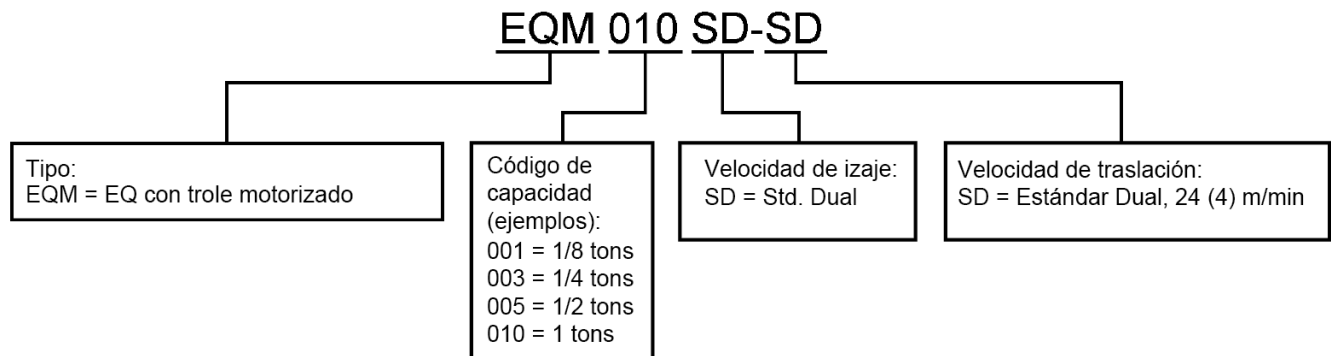 EQM 010 SD-SD
Tipo:
EQM = EQ con trole motorizado
Código de
capacidad
(ejemplos):
001 = 1/8 tons
003 = 1/4 tons
005 = 1/2 tons
010 = 1 tons
Velocidad de izaje:
SD = Std. Dual
Velocidad de traslación:
SD = Estándar Dual, 24 (4) m/min